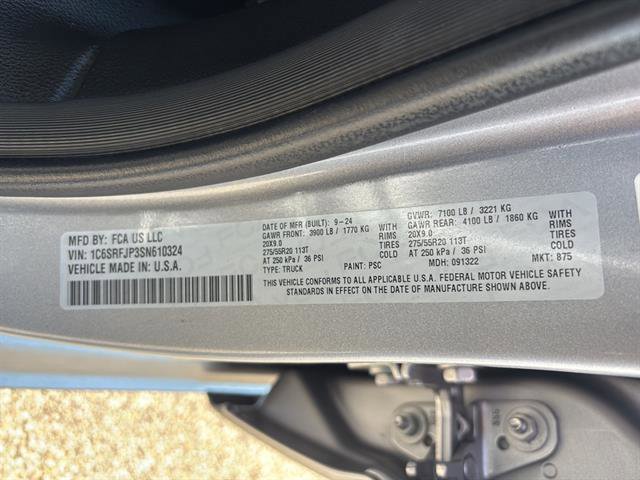 MFD BY: FCA US LLC
VIN: 1C6SRFJP3SN610324
VEHICLE MADE IN: U.S.A.
DATE OF MFR (BUILT): 9-24
GAWR FRONT: 3900 LB / 1770 KG WITH
20X9.0 RIMS
275/55R20 113T TIRES
AT 250 kPa / 36 PSI COLD
TYPE: TRUCK PAINT: PSC
GVWR: 7100 LB / 3221 KG
GAWR REAR: 4100 LB / 1860 KG WITH
20X9.0 RIMS
275/55R20 113T TIRES
AT 250 kPa / 36 PSI COLD
MDH: 091322 MKT: 875
THIS VEHICLE CONFORMS TO ALL APPLICABLE U.S.A. FEDERAL MOTOR VEHICLE SAFETY
STANDARDS IN EFFECT ON THE DATE OF MANUFACTURE SHOWN ABOVE.